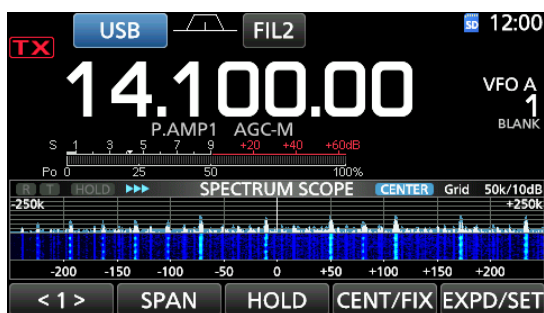 USB FIL2 SD 12:00
TX
14.100.00 VFO A
1
P.AMP1 AGC-M BLANK
S 1 3 5 7 9 +20 +40 +60dB
Po 0 25 50 100%
R T HOLD SPECTRUM SCOPE CENTER Grid 50k/10dB
-250k +250k
-200 -150 -100 -50 0 +50 +100 +150 +200
< 1 > SPAN HOLD CENT/FIX EXPD/SET